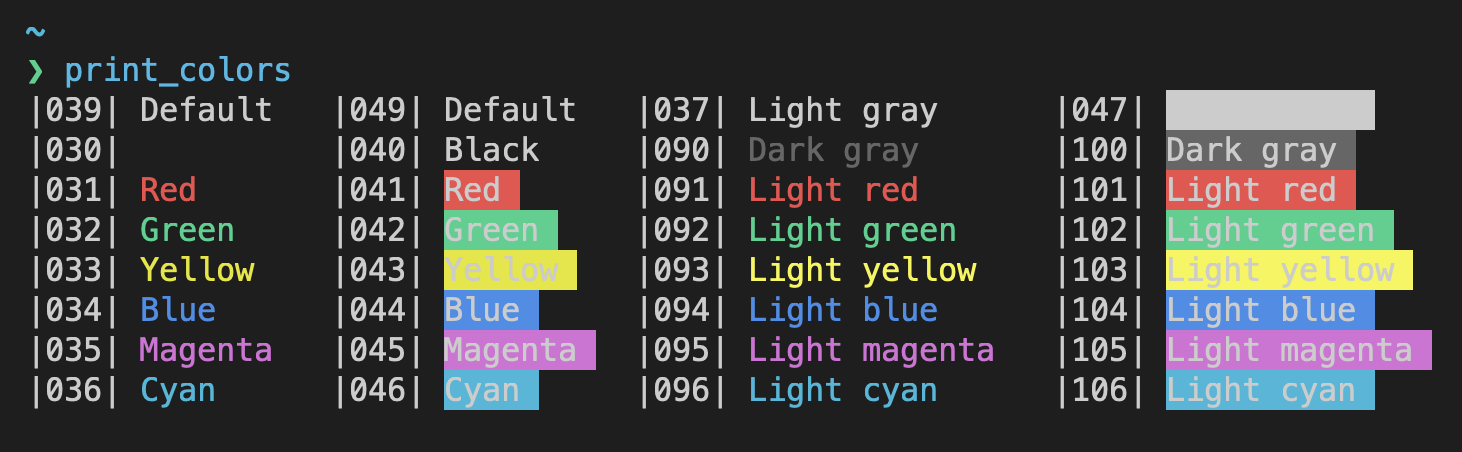 ~
❯ print_colors
|039| Default |049| Default |037| Light gray |047|
|030| |040| Black |090| Dark gray |100| Dark gray
|031| Red |041| Red |091| Light red |101| Light red
|032| Green |042| Green |092| Light green |102| Light green
|033| Yellow |043| Yellow |093| Light yellow |103| Light yellow
|034| Blue |044| Blue |094| Light blue |104| Light blue
|035| Magenta |045| Magenta |095| Light magenta |105| Light magenta
|036| Cyan |046| Cyan |096| Light cyan |106| Light cyan